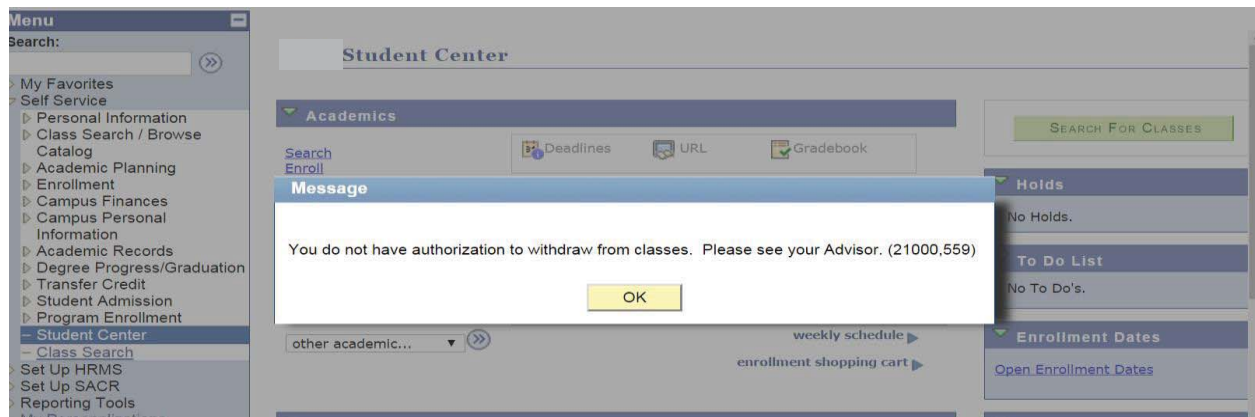 Menu
Search:
My Favorites
Self Service
Personal Information
Class Search / Browse
Catalog
Academic Planning
Enrollment
Campus Finances
Campus Personal
Information
Academic Records
Degree Progress/Graduation
Transfer Credit
Student Admission
Program Enrollment
Student Center
Class Search
Set Up HRMS
Set Up SACR
Reporting Tools
Student Center
Academics
Search
Enroll
Deadlines
URL
Gradebook
Message
You do not have authorization to withdraw from classes. Please see your Advisor. (21000,559)
OK
other academic...
weekly schedule
enrollment shopping cart
SEARCH FOR CLASSES
Holds
No Holds.
To Do List
No To Do's.
Enrollment Dates
Open Enrollment Dates